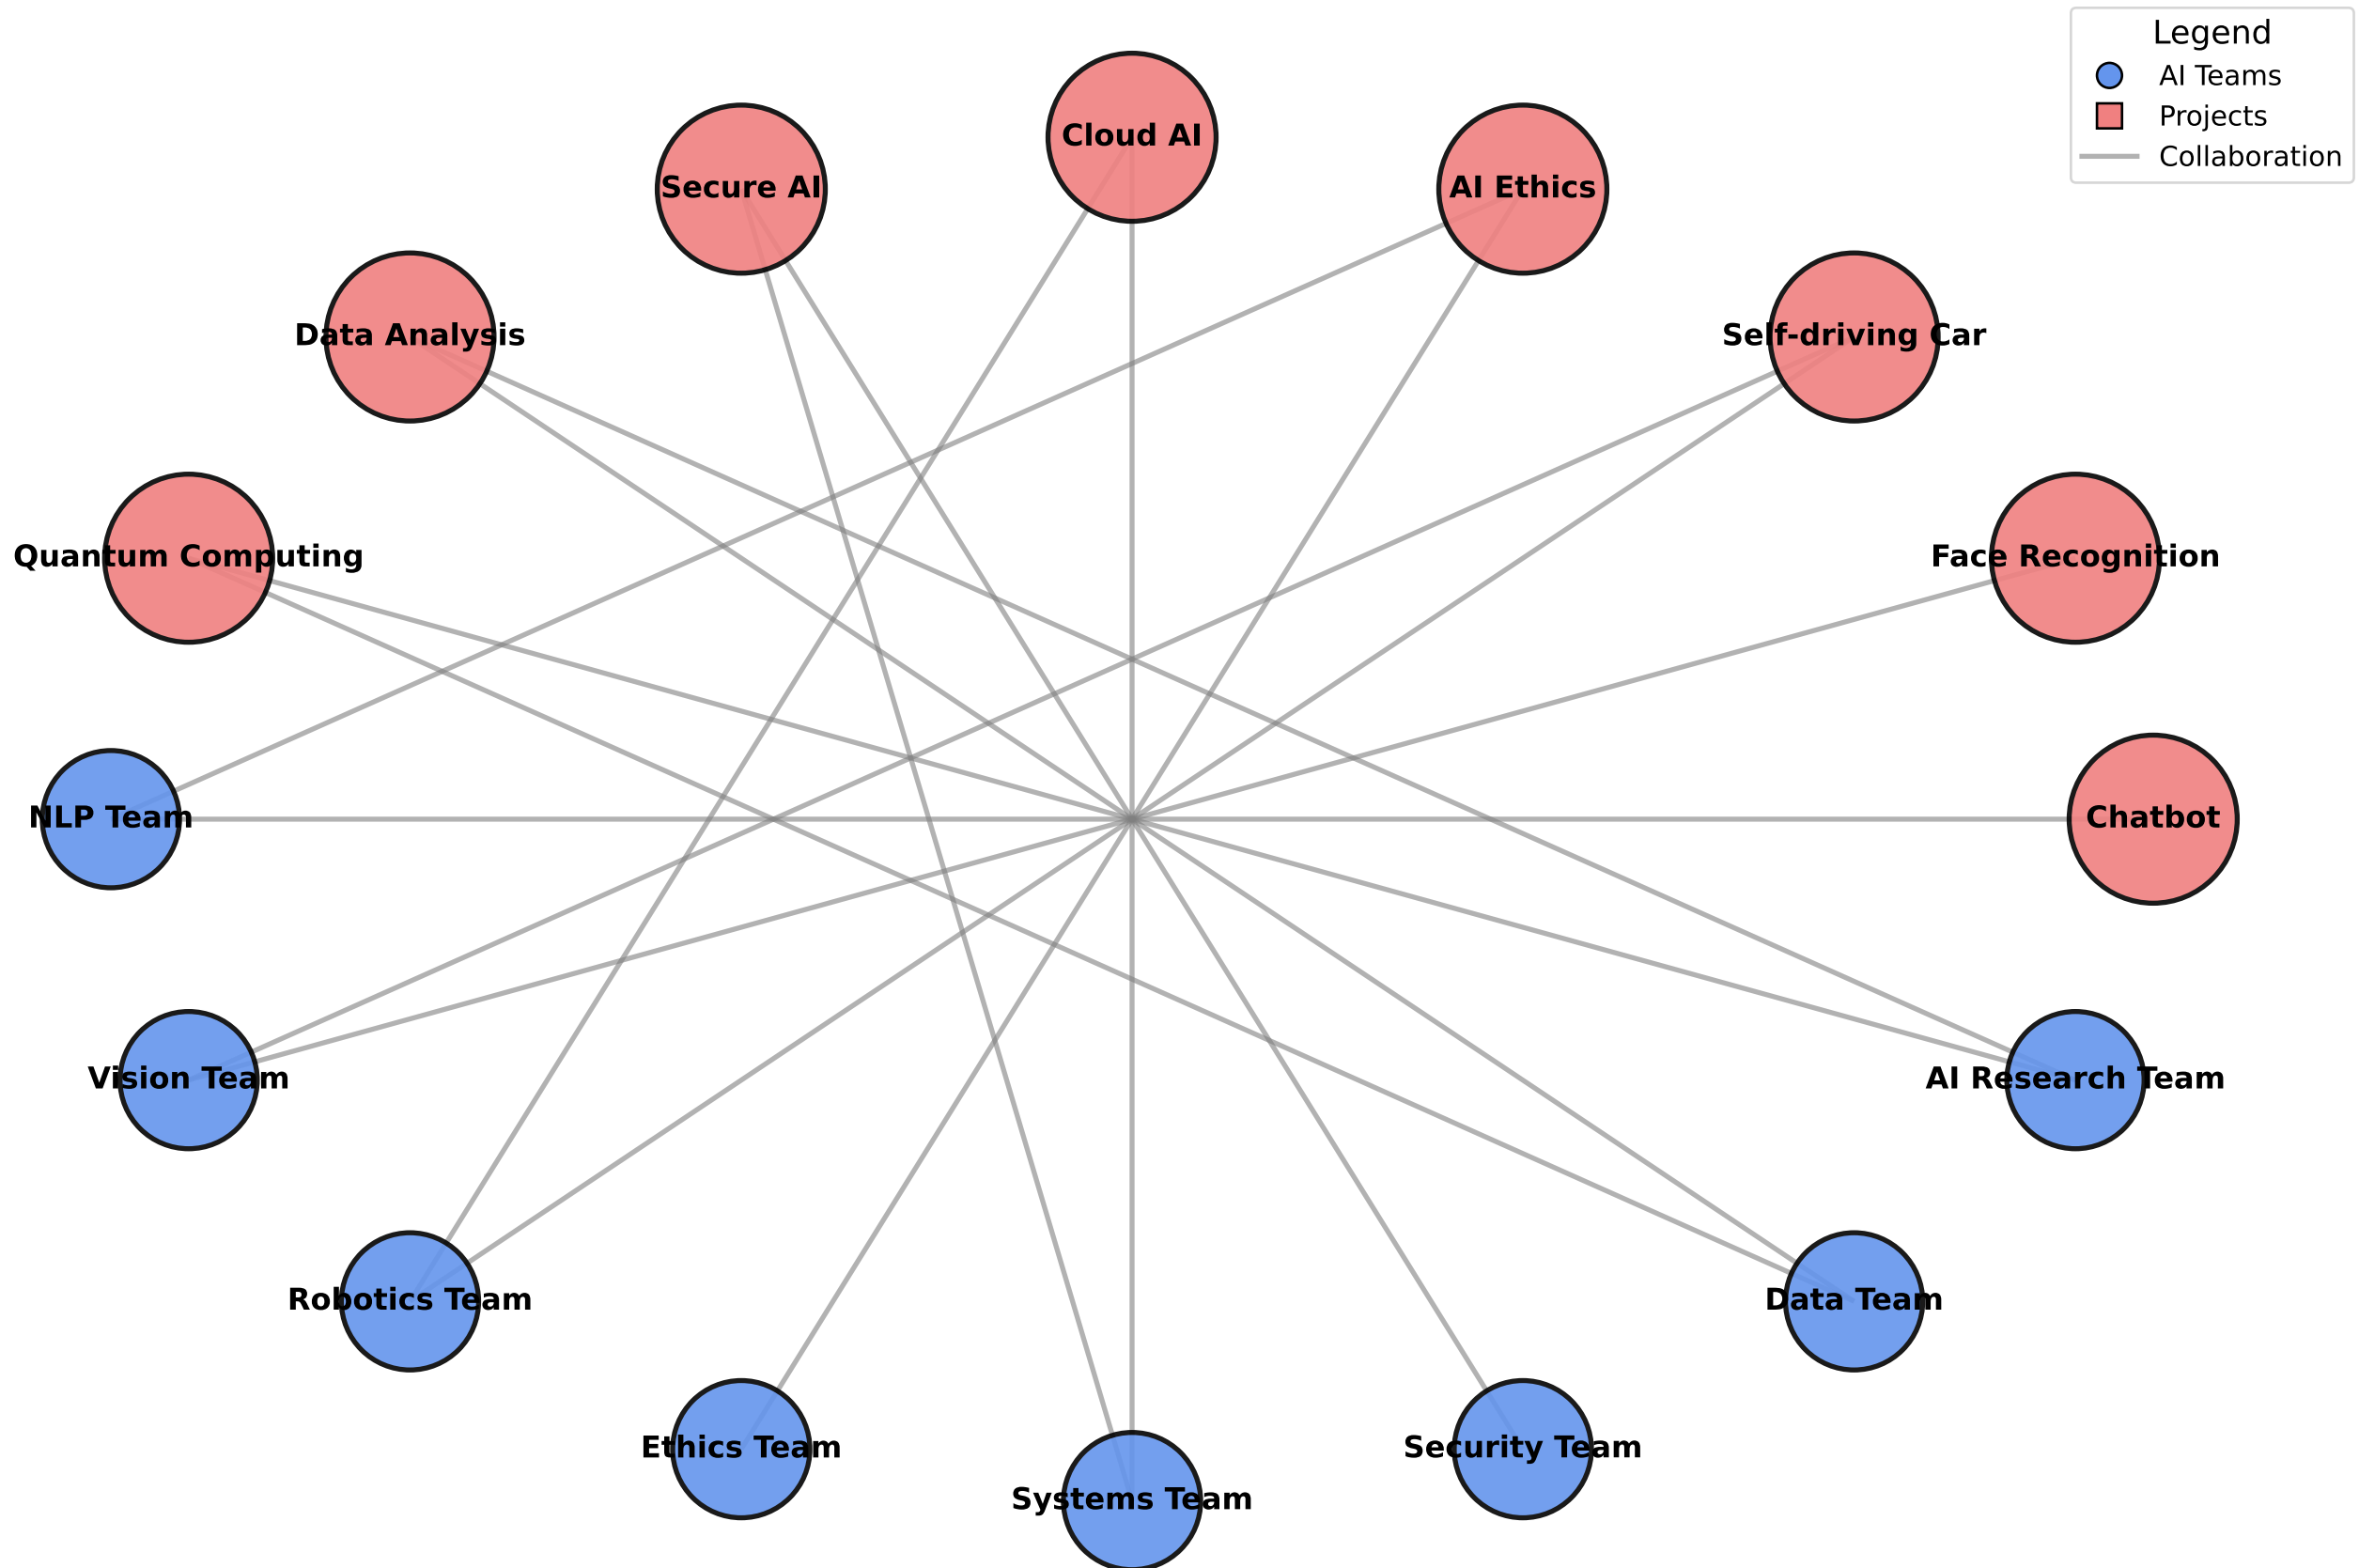 Legend
AI Teams
Projects
Collaboration
Cloud AI
Secure AI
AI Ethics
Data Analysis
Self-driving Car
Quantum Computing
Face Recognition
NLP Team
Chatbot
Vision Team
AI Research Team
Robotics Team
Data Team
Ethics Team
Security Team
Systems Team